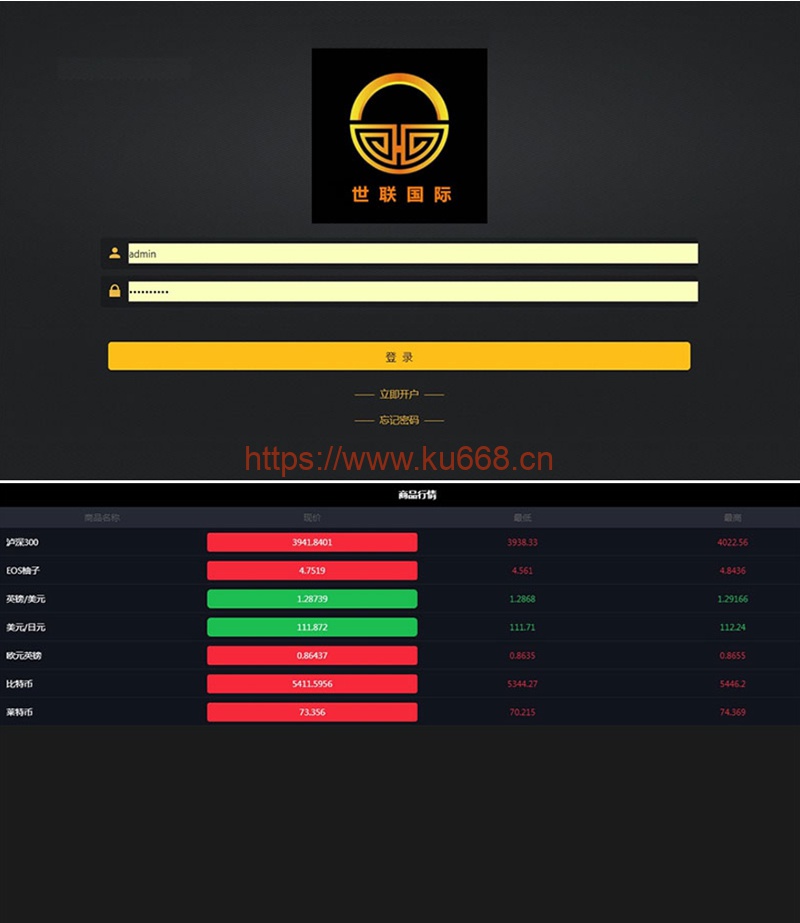 世联国际
admin
登 录
立即开户
忘记密码
https://www.ku668.cn
商品行情
商品名称 现价 最低 最高
沪深300 3941.8401 3938.33 4022.56
EOS柚子 4.7519 4.561 4.8436
英镑/美元 1.28739 1.2868 1.29166
美元/日元 111.872 111.71 112.24
欧元英镑 0.86437 0.8635 0.8655
比特币 5411.5956 5344.27 5446.2
莱特币 73.356 70.215 74.369